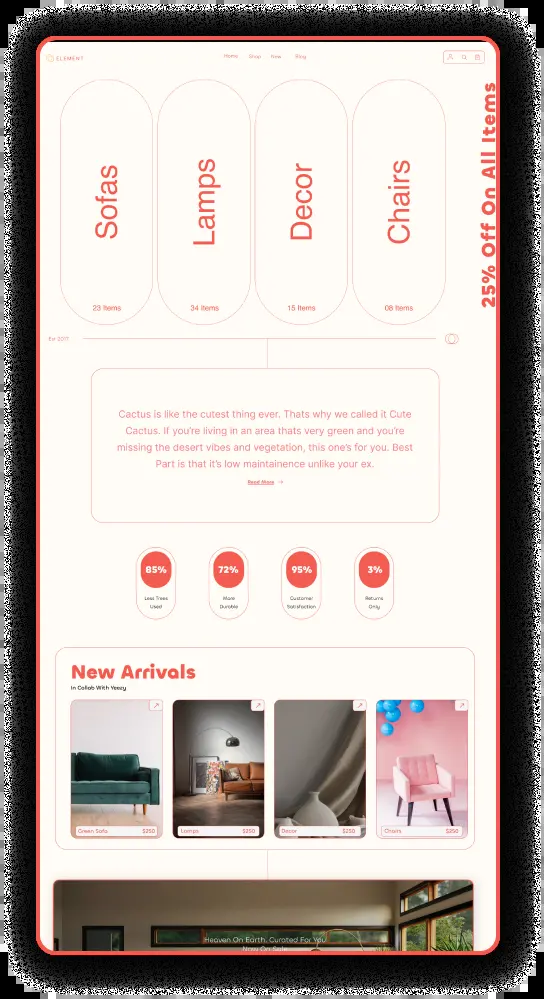 ELEMENT
Home Shop New Blog
Sofas
23 Items
Lamps
34 Items
Decor
15 Items
Chairs
08 Items
25% Off On All Items
Est 2017
Cactus is like the cutest thing ever. Thats why we called it Cute
Cactus. If you're living in an area thats very green and you're
missing the desert vibes and vegetation, this one's for you. Best
Part is that it's low maintainence unlike your ex.
Read More
85%
Less Trees
Used
72%
More
Durable
95%
Customer
Satisfaction
3%
Returns
Only
New Arrivals
In Collab With Yeezy
Green Sofa $250
Lamps $250
Decor $250
Chairs $250
Heaven On Earth. Curated For You
Now On Sale